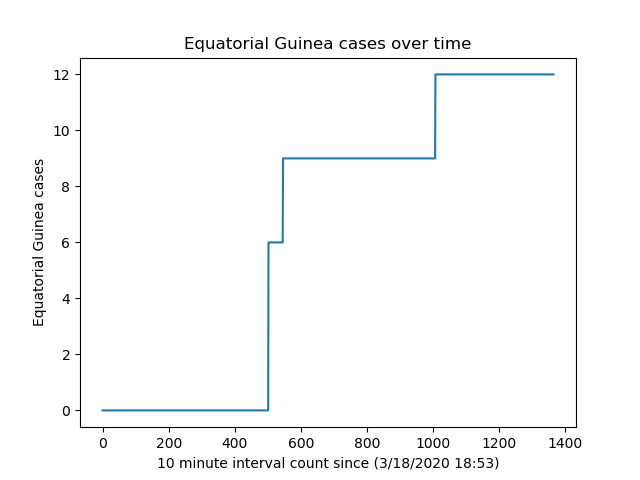 Equatorial Guinea cases over time
Equatorial Guinea cases
12
10
8
6
4
2
0
0 200 400 600 800 1000 1200 1400
10 minute interval count since (3/18/2020 18:53)